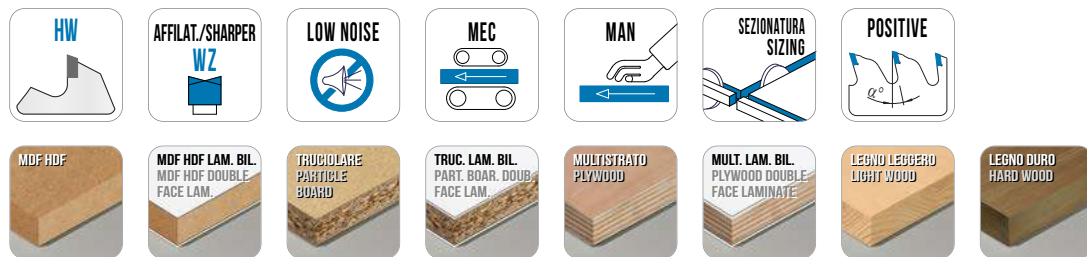 HW
AFFILAT./SHARPER
WZ
LOW NOISE
MEC
MAN
SEZIONATURA
SIZING
POSITIVE
α°
MDF HDF
MDF HDF LAM. BIL.
MDF HDF DOUBLE
FACE LAM.
TRUCIOLARE
PARTICLE
BOARD
TRUC. LAM. BIL.
PART. BOAR. DOUB.
FACE LAM.
MULTISTRATO
PLYWOOD
MULT. LAM. BIL.
PLYWOOD DOUBLE
FACE LAMINATE
LEGNO LEGGERO
LIGHT WOOD
LEGNO DURO
HARD WOOD